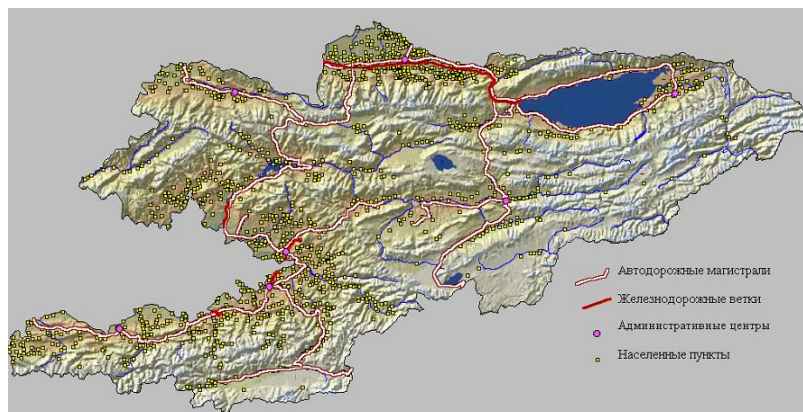 Автодорожные магистрали
Железнодорожные ветки
Административные центры
Населенные пункты